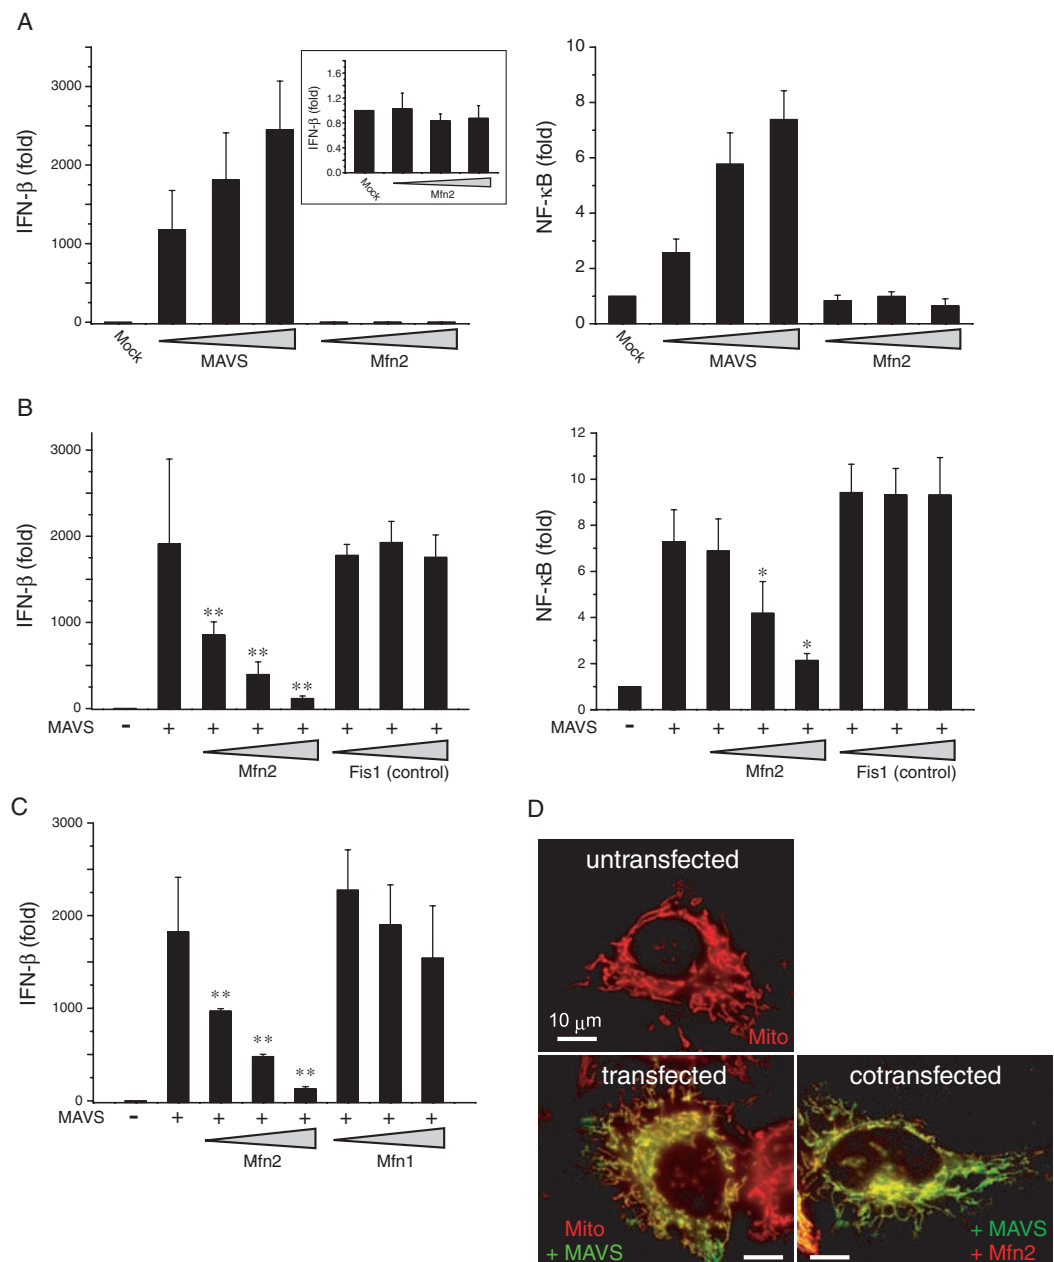 A
IFN-β (fold)
3000
2000
1000
0
Mock
MAVS
Mfn2
IFN-β (fold)
1.6
1.2
0.8
0.4
0.0
Mock
Mfn2
NF-κB (fold)
10
8
6
4
2
0
Mock
MAVS
Mfn2
B
IFN-β (fold)
3000
2000
1000
0
** ** **
MAVS - + + + + + + +
Mfn2
Fis1 (control)
NF-κB (fold)
12
10
8
6
4
2
0
* *
- + + + + + + +
Mfn2
Fis1 (control)
C
IFN-β (fold)
3000
2000
1000
0
** ** **
MAVS - + + + + + + +
Mfn2
Mfn1
D
untransfected
10 μm
Mito
transfected
Mito
+ MAVS
cotransfected
+ MAVS
+ Mfn2